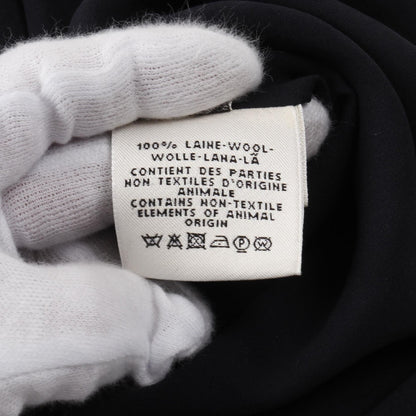 100% LAINE-WOOL-
WOLLE-LANA-LÃ
CONTIENT DES PARTIES
NON TEXTILES D'ORIGINE
ANIMALE
CONTAINS NON-TEXTILE
ELEMENTS OF ANIMAL
ORIGIN
P W